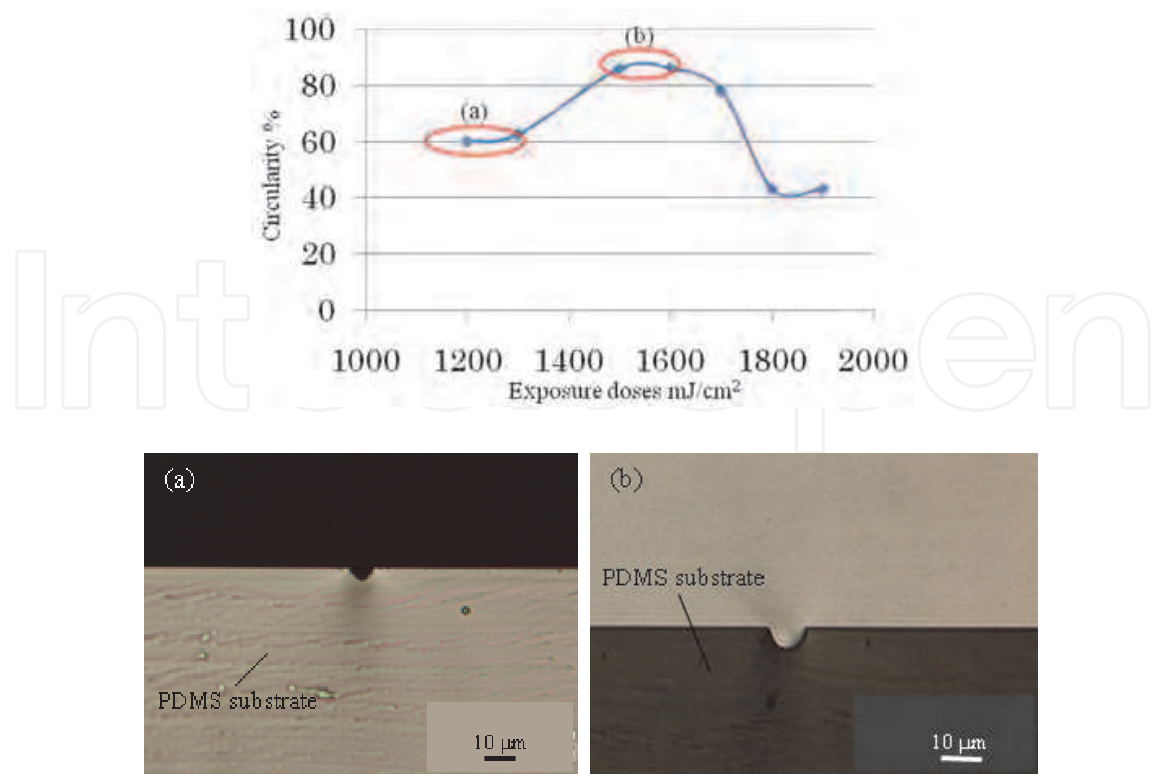 100
(b)
80
(a)
60
40
20
0
Circularity %
1000 1200 1400 1600 1800 2000
Exposure doses mJ/cm²
(a)
PDMS substrate
10 μm
(b)
PDMS substrate
10 μm